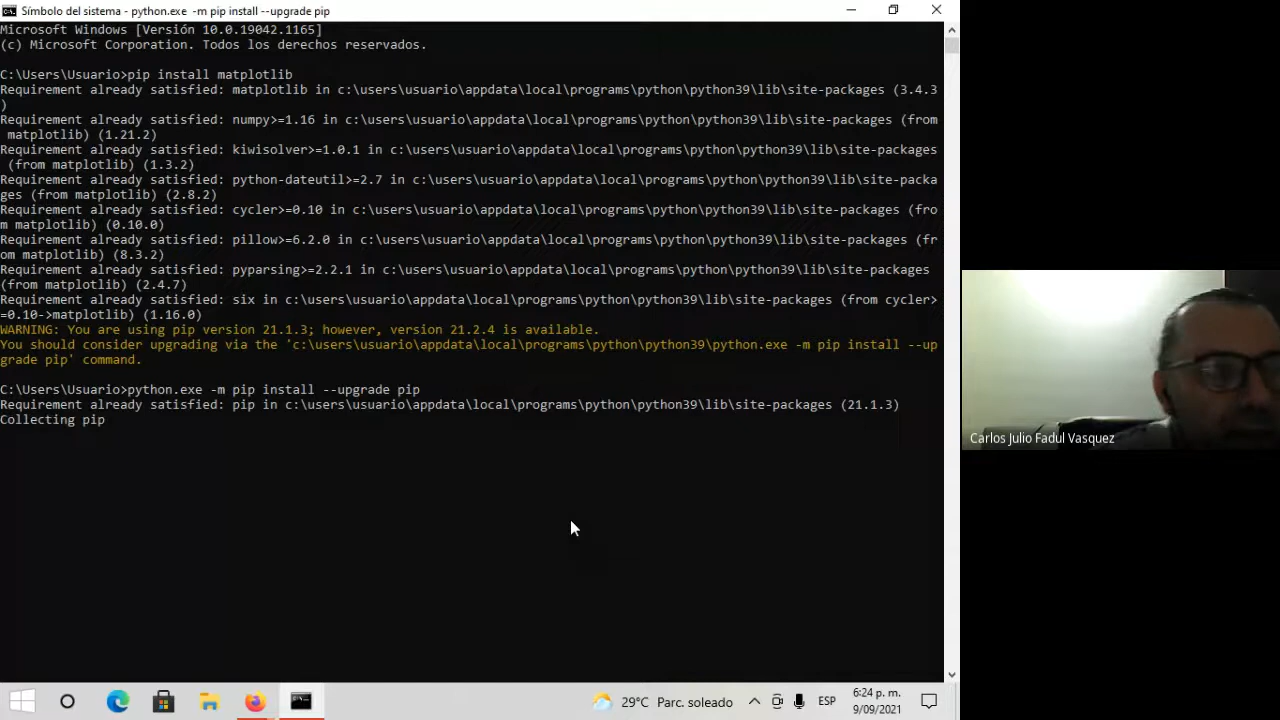 Símbolo del sistema - python.exe -m pip install --upgrade pip
Microsoft Windows [Versión 10.0.19042.1165]
(c) Microsoft Corporation. Todos los derechos reservados.
C:\Users\Usuario>pip install matplotlib
Requirement already satisfied: matplotlib in c:\users\usuario\appdata\local\programs\python\python39\lib\site-packages (3.4.3
)
Requirement already satisfied: numpy>=1.16 in c:\users\usuario\appdata\local\programs\python\python39\lib\site-packages (from
matplotlib) (1.21.2)
Requirement already satisfied: kiwisolver>=1.0.1 in c:\users\usuario\appdata\local\programs\python\python39\lib\site-packages
(from matplotlib) (1.3.2)
Requirement already satisfied: python-dateutil>=2.7 in c:\users\usuario\appdata\local\programs\python\python39\lib\site-packa
ges (from matplotlib) (2.8.2)
Requirement already satisfied: cycler>=0.10 in c:\users\usuario\appdata\local\programs\python\python39\lib\site-packages (fro
m matplotlib) (0.10.0)
Requirement already satisfied: pillow>=6.2.0 in c:\users\usuario\appdata\local\programs\python\python39\lib\site-packages (fr
om matplotlib) (8.3.2)
Requirement already satisfied: pyparsing>=2.2.1 in c:\users\usuario\appdata\local\programs\python\python39\lib\site-packages
(from matplotlib) (2.4.7)
Requirement already satisfied: six in c:\users\usuario\appdata\local\programs\python\python39\lib\site-packages (from cycler>
=0.10->matplotlib) (1.16.0)
WARNING: You are using pip version 21.1.3; however, version 21.2.4 is available.
You should consider upgrading via the 'c:\users\usuario\appdata\local\programs\python\python39\python.exe -m pip install --up
grade pip' command.
C:\Users\Usuario>python.exe -m pip install --upgrade pip
Requirement already satisfied: pip in c:\users\usuario\appdata\local\programs\python\python39\lib\site-packages (21.1.3)
Collecting pip
Carlos Julio Fadul Vasquez
29°C Parc. soleado
ESP
6:24 p. m.
9/09/2021